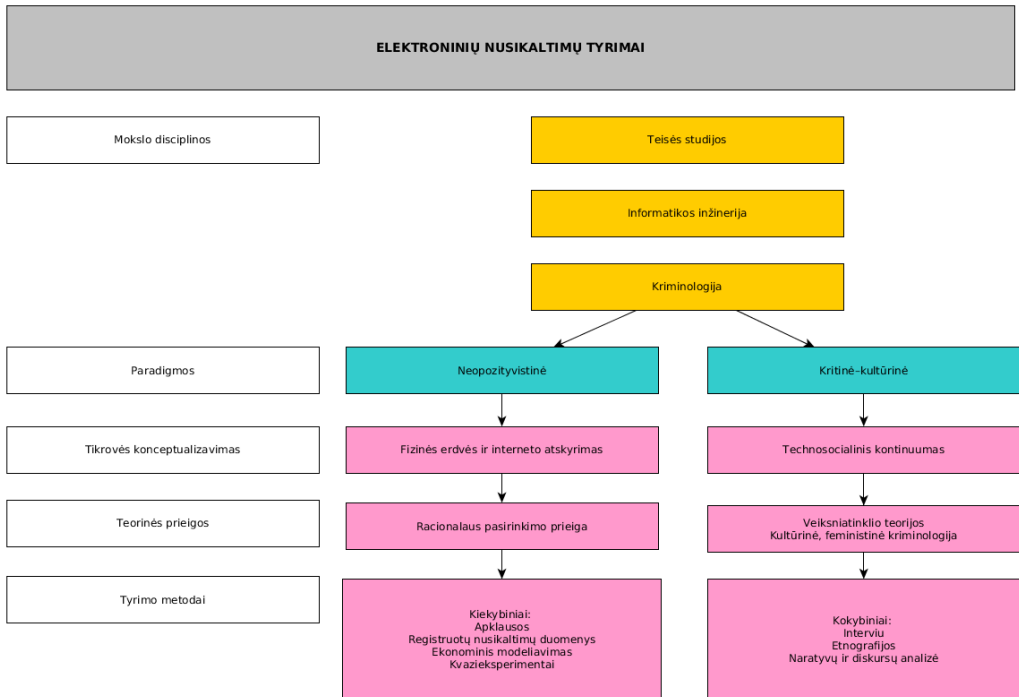 ELEKTRONINIŲ NUSIKALTIMŲ TYRIMAI
Mokslo disciplinos
Teisės studijos
Informatikos inžinerija
Kriminologija
Paradigmos
Neopozityvistinė
Kritinė–kultūrinė
Tikrovės konceptualizavimas
Fizinės erdvės ir interneto atskyrimas
Technosocialinis kontinuumas
Teorinės prieigos
Racionalaus pasirinkimo prieiga
Veiksniatinklio teorijos
Kultūrinė, feministinė kriminologija
Tyrimo metodai
Kiekybiniai:
Apklausos
Registruotų nusikaltimų duomenys
Ekonominis modeliavimas
Kvazieksperimentai
Kokybiniai:
Interviu
Etnografijos
Naratyvų ir diskursų analizė